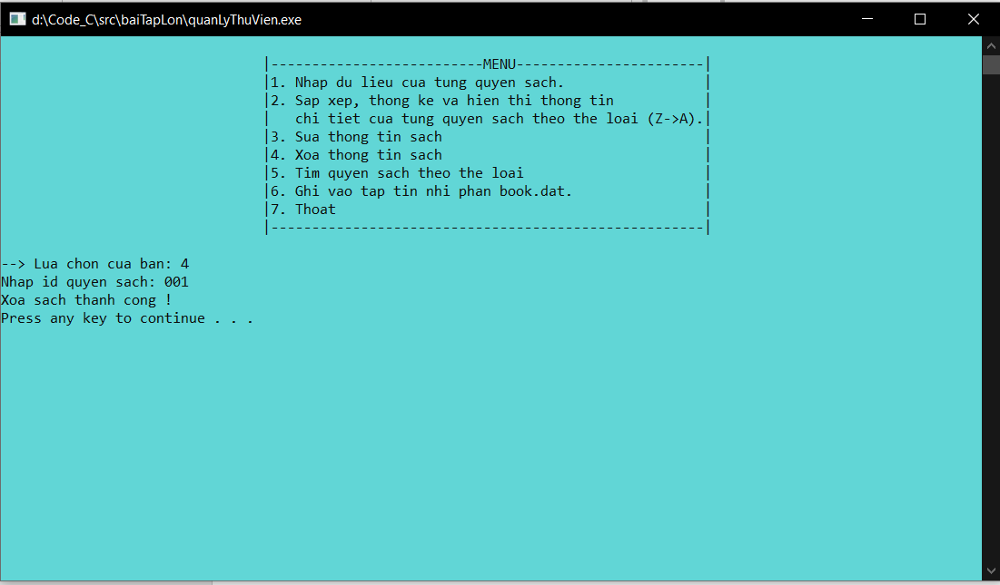 d:\Code_C\src\baiTapLon\quanLyThuVien.exe
|--------------------------MENU-----------------------|
|1. Nhap du lieu cua tung quyen sach.                 |
|2. Sap xep, thong ke va hien thi thong tin           |
|   chi tiet cua tung quyen sach theo the loai (Z->A).|
|3. Sua thong tin sach                                |
|4. Xoa thong tin sach                                |
|5. Tim quyen sach theo the loai                      |
|6. Ghi vao tap tin nhi phan book.dat.                |
|7. Thoat                                             |
|-----------------------------------------------------|
--> Lua chon cua ban: 4
Nhap id quyen sach: 001
Xoa sach thanh cong !
Press any key to continue . . .